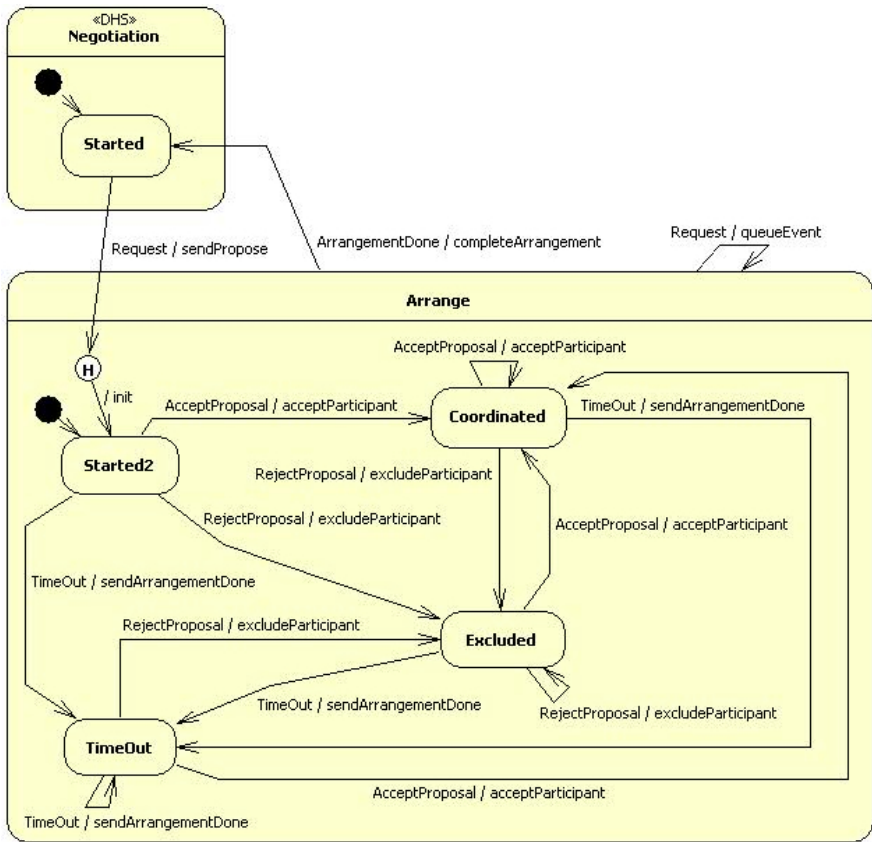 «DHS»
Negotiation
Started
Request / sendPropose
ArrangementDone / completeArrangement
Request / queueEvent
Arrange
AcceptProposal / acceptParticipant
H
/ init
AcceptProposal / acceptParticipant
Coordinated
TimeOut / sendArrangementDone
Started2
RejectProposal / excludeParticipant
RejectProposal / excludeParticipant
AcceptProposal / acceptParticipant
TimeOut / sendArrangementDone
RejectProposal / excludeParticipant
Excluded
TimeOut / sendArrangementDone
RejectProposal / excludeParticipant
TimeOut
AcceptProposal / acceptParticipant
TimeOut / sendArrangementDone